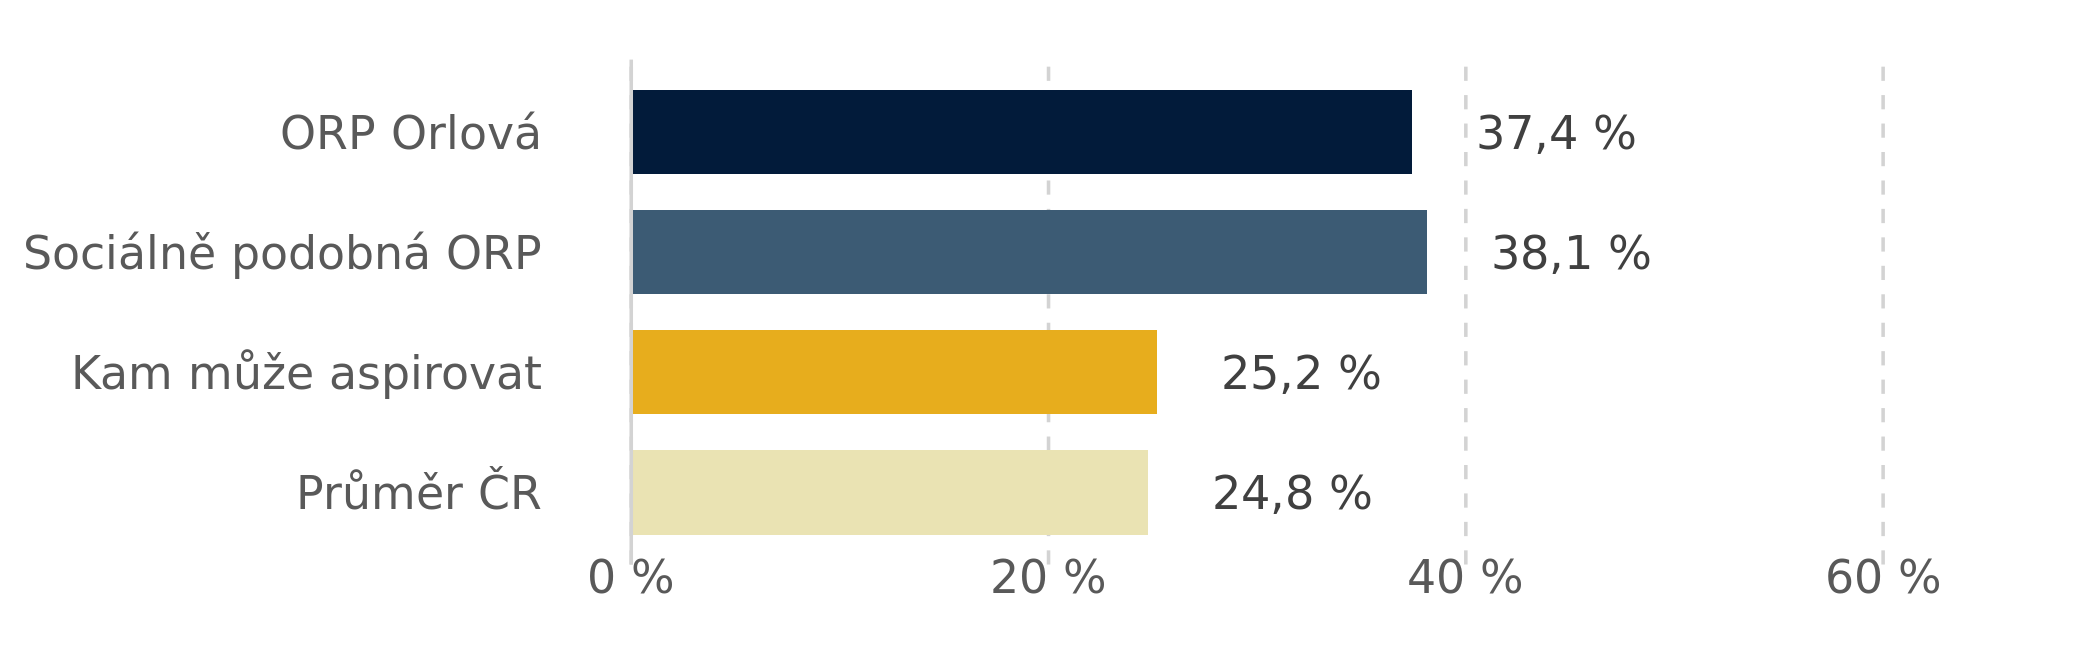 ORP Orlová 37,4 %
Sociálně podobná ORP 38,1 %
Kam může aspirovat 25,2 %
Průměr ČR 24,8 %
0 % 20 % 40 % 60 %